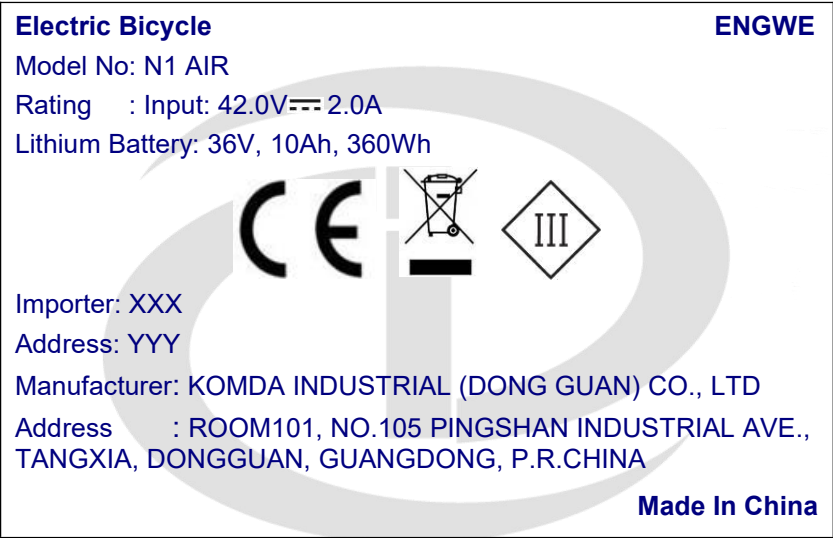 Electric Bicycle ENGWE
Model No: N1 AIR
Rating : Input: 42.0V⎓2.0A
Lithium Battery: 36V, 10Ah, 360Wh
CE III
Importer: XXX
Address: YYY
Manufacturer: KOMDA INDUSTRIAL (DONG GUAN) CO., LTD
Address : ROOM101, NO.105 PINGSHAN INDUSTRIAL AVE.,
TANGXIA, DONGGUAN, GUANGDONG, P.R.CHINA
Made In China